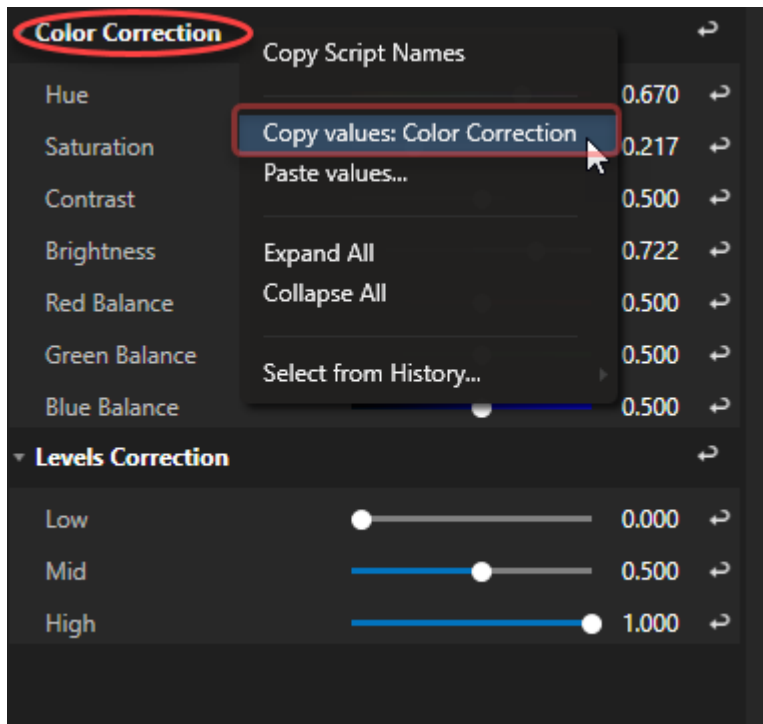 Color Correction
Copy Script Names
Hue 0.670
Copy values: Color Correction
Saturation 0.217
Paste values...
Contrast 0.500
Brightness 0.722
Expand All
Collapse All
Red Balance 0.500
Green Balance 0.500
Select from History...
Blue Balance 0.500
Levels Correction
Low 0.000
Mid 0.500
High 1.000